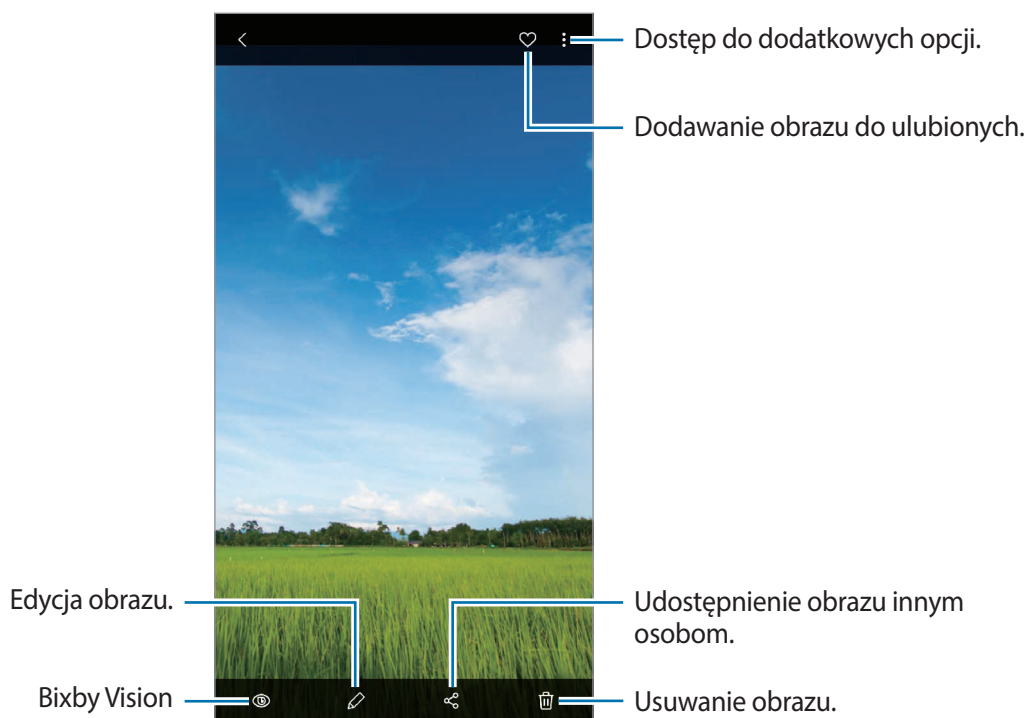 Dostęp do dodatkowych opcji.
Dodawanie obrazu do ulubionych.
Edycja obrazu.
Udostępnienie obrazu innym
osobom.
Bixby Vision
Usuwanie obrazu.